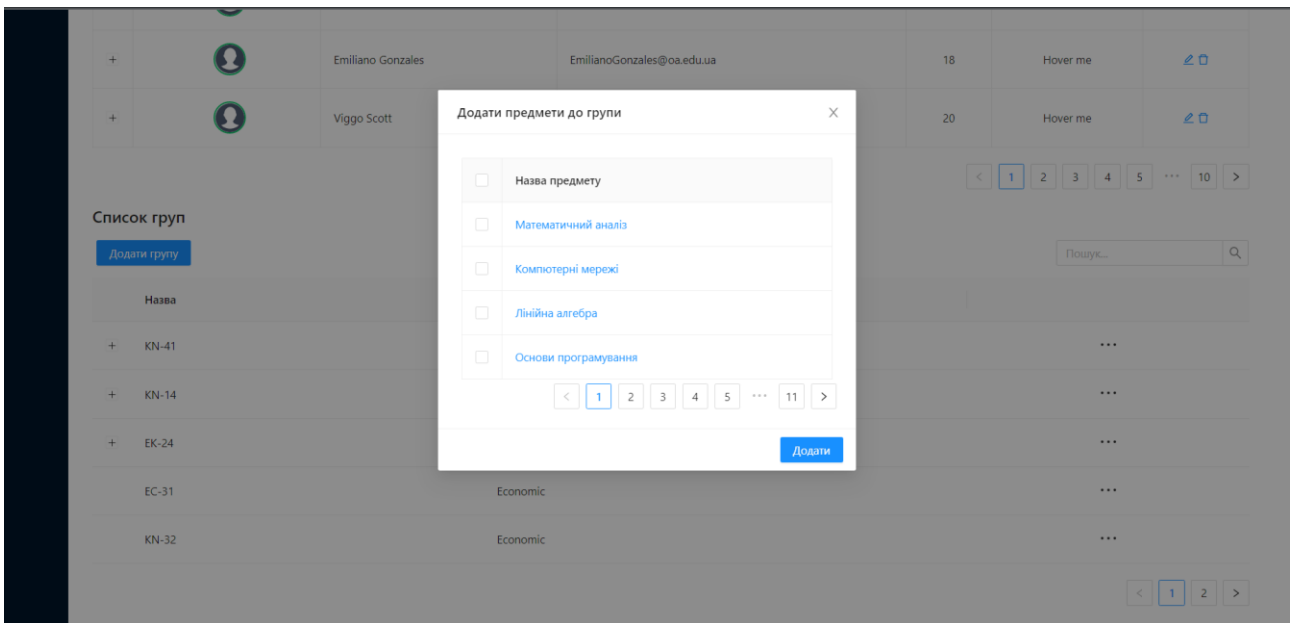 + Emiliano Gonzales EmilianoGonzales@oa.edu.ua 18 Hover me
+ Viggo Scott 20 Hover me
< 1 2 3 4 5 ••• 10 >
Додати предмети до групи
Назва предмету
Математичний аналіз
Компютерні мережі
Лінійна алгебра
Основи програмування
< 1 2 3 4 5 ••• 11 >
Додати
Список груп
Додати групу Пошук...
Назва
+ KN-41 •••
+ KN-14 •••
+ EK-24 •••
EC-31 Economic •••
KN-32 Economic •••
< 1 2 >